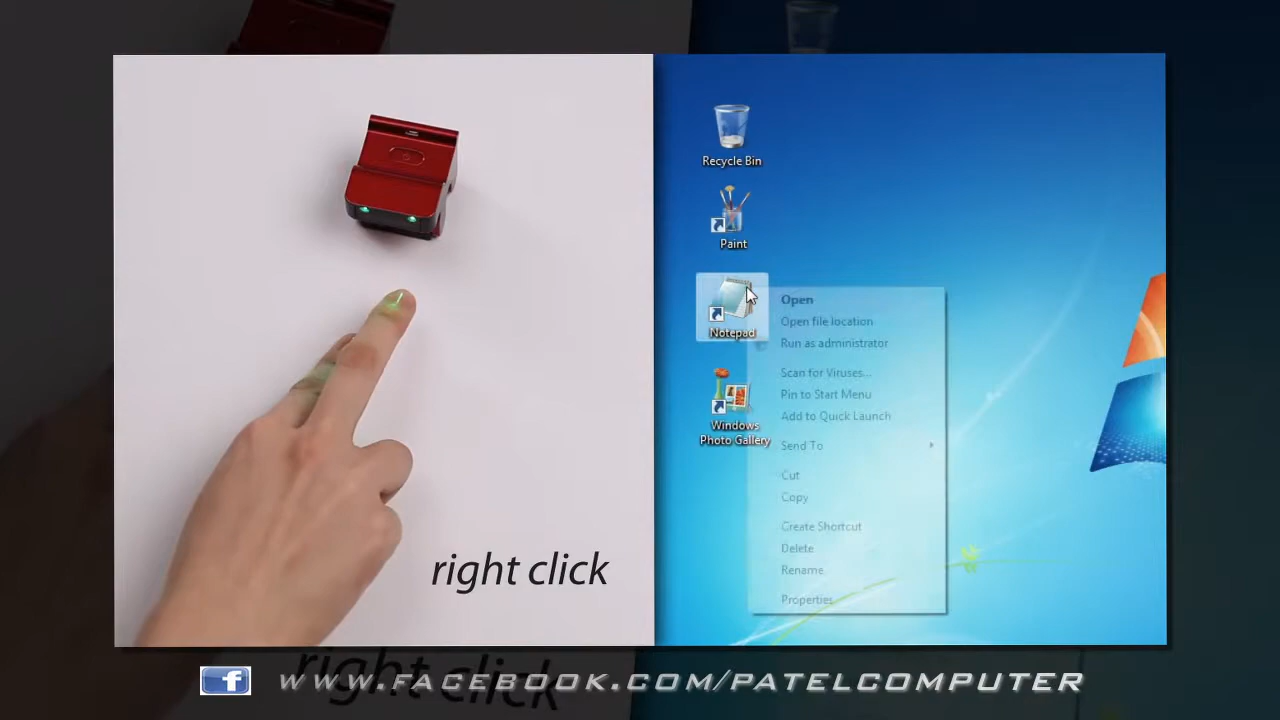 Recycle Bin
Paint
Notepad
Windows
Photo Gallery
Open
Open file location
Run as administrator
Scan for Viruses...
Pin to Start Menu
Add to Quick Launch
Send To
Cut
Copy
Create Shortcut
Delete
Rename
Properties
right click
right click
f
WWW.FACEBOOK.COM/PATELCOMPUTER